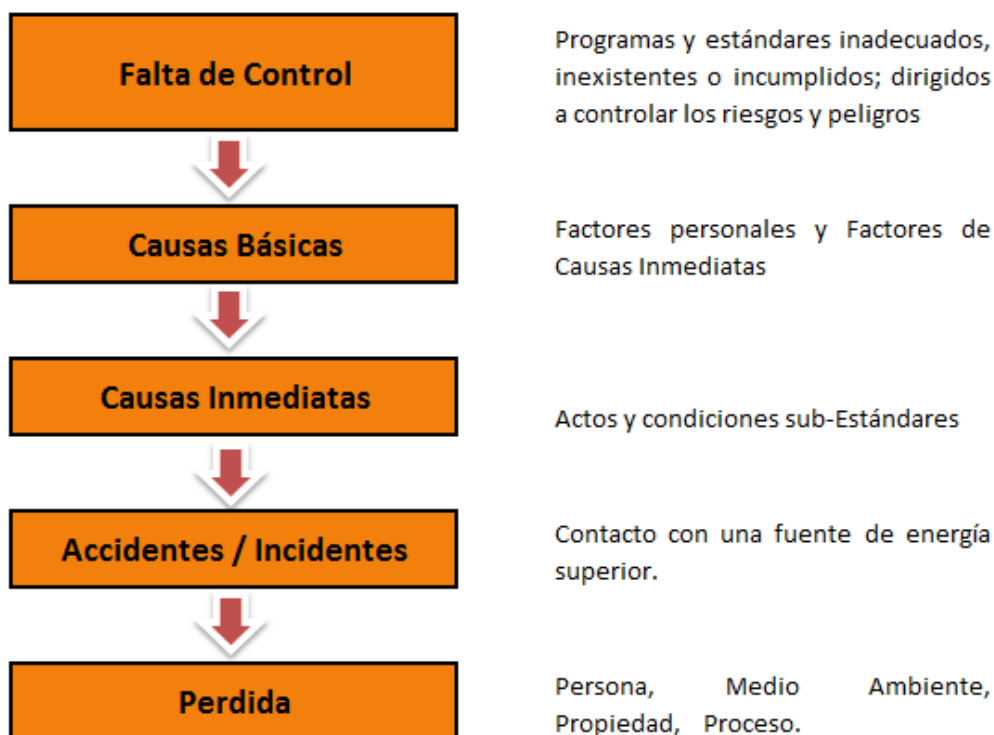 Falta de Control
Programas y estándares inadecuados,
inexistentes o incumplidos; dirigidos
a controlar los riesgos y peligros
Causas Básicas
Factores personales y Factores de
Causas Inmediatas
Causas Inmediatas
Actos y condiciones sub-Estándares
Accidentes / Incidentes
Contacto con una fuente de energía
superior.
Perdida
Persona, Medio Ambiente,
Propiedad, Proceso.